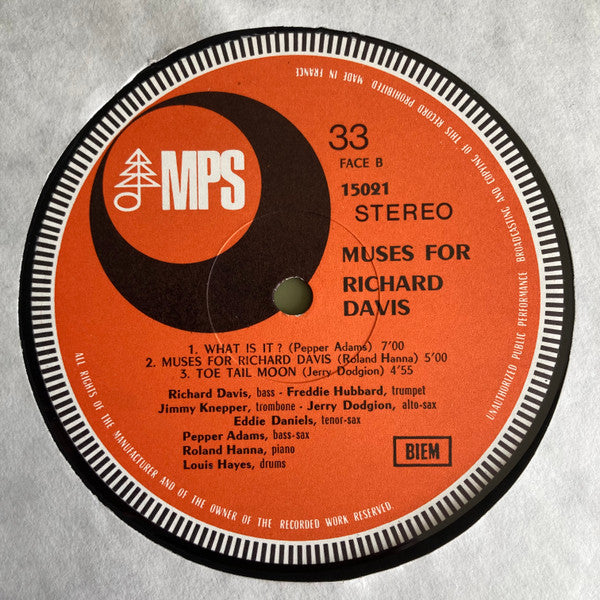 MPS
33
FACE B
15021
STEREO
MUSES FOR
RICHARD
DAVIS
1. WHAT IS IT ? (Pepper Adams) 7'00
2. MUSES FOR RICHARD DAVIS (Roland Hanna) 5'00
3. TOE TAIL MOON (Jerry Dodgion) 4'55
Richard Davis, bass - Freddie Hubbard, trumpet
Jimmy Knepper, trombone - Jerry Dodgion, alto-sax
Eddie Daniels, tenor-sax
Pepper Adams, bass-sax
Roland Hanna, piano
Louis Hayes, drums
BIEM
ALL RIGHTS OF THE MANUFACTURER AND OF THE OWNER OF THE RECORDED WORK RESERVED.
UNAUTHORIZED PUBLIC PERFORMANCE BROADCASTING AND COPYING OF THIS RECORD PROHIBITED MADE IN FRANCE